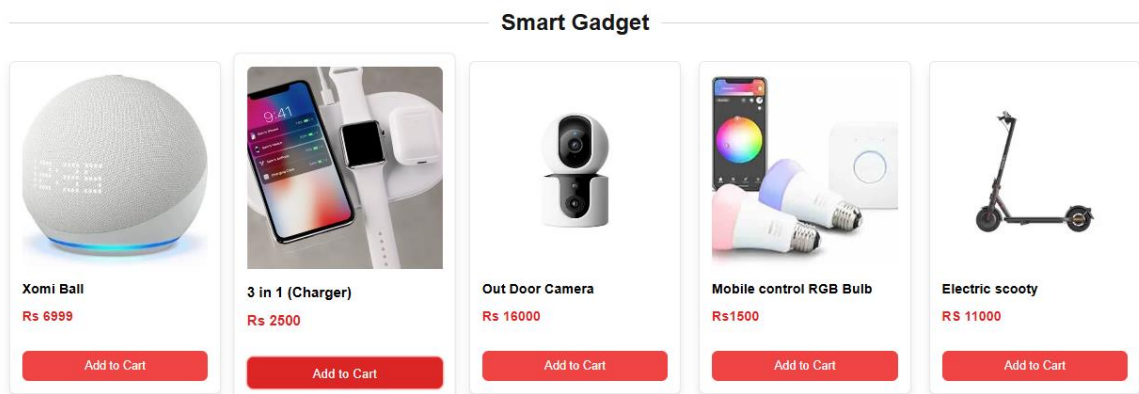 Smart Gadget
9:41
Xomi Ball
Rs 6999
Add to Cart
3 in 1 (Charger)
Rs 2500
Add to Cart
Out Door Camera
Rs 16000
Add to Cart
Mobile control RGB Bulb
Rs1500
Add to Cart
Electric scooty
RS 11000
Add to Cart